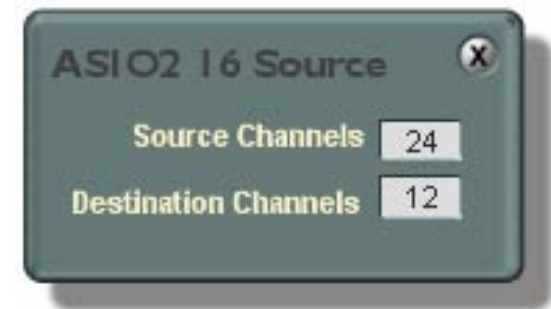 ASIO2 16 Source
X
Source Channels 24
Destination Channels 12